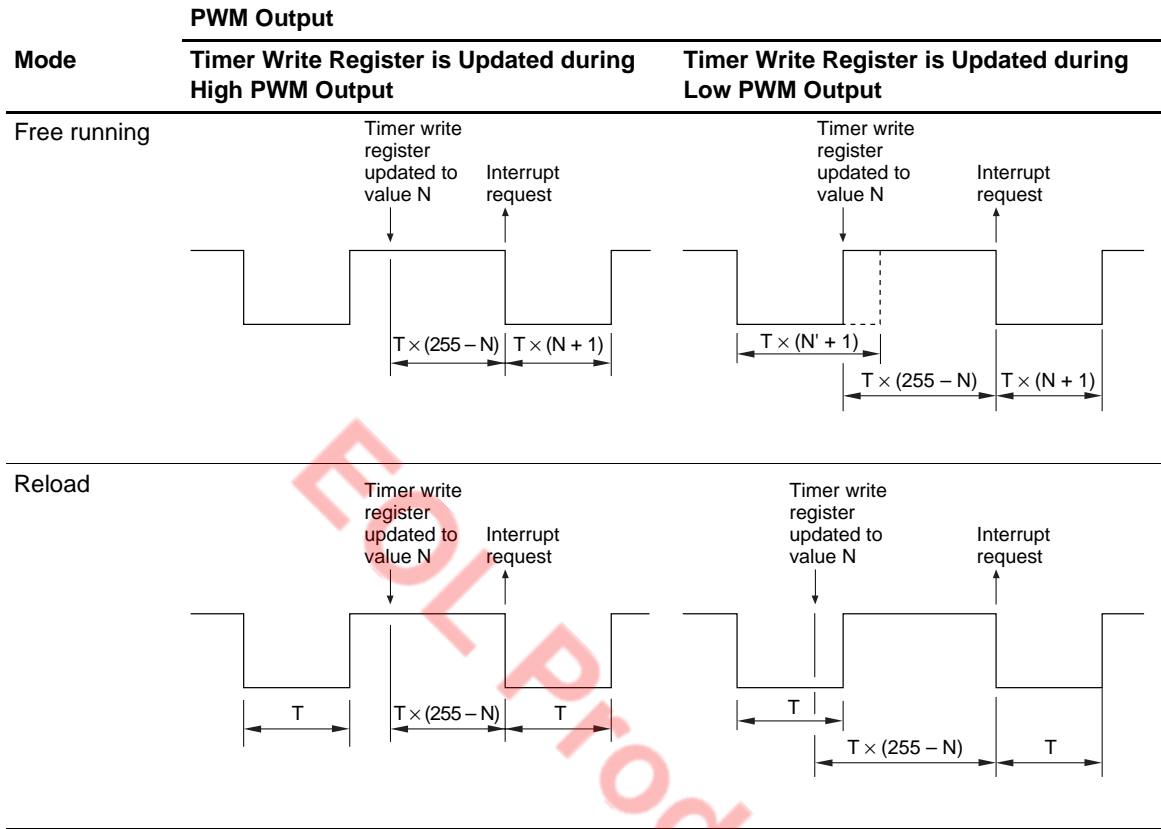 PWM Output
Mode
Timer Write Register is Updated during
High PWM Output
Timer Write Register is Updated during
Low PWM Output
Free running
Timer write
register
updated to
value N
Interrupt
request
T × (255 – N)
T × (N + 1)
Timer write
register
updated to
value N
Interrupt
request
T × (N' + 1)
T × (255 – N)
T × (N + 1)
Reload
Timer write
register
updated to
value N
Interrupt
request
T
T × (255 – N)
T
Timer write
register
updated to
value N
Interrupt
request
T
T × (255 – N)
T
EOL Prod